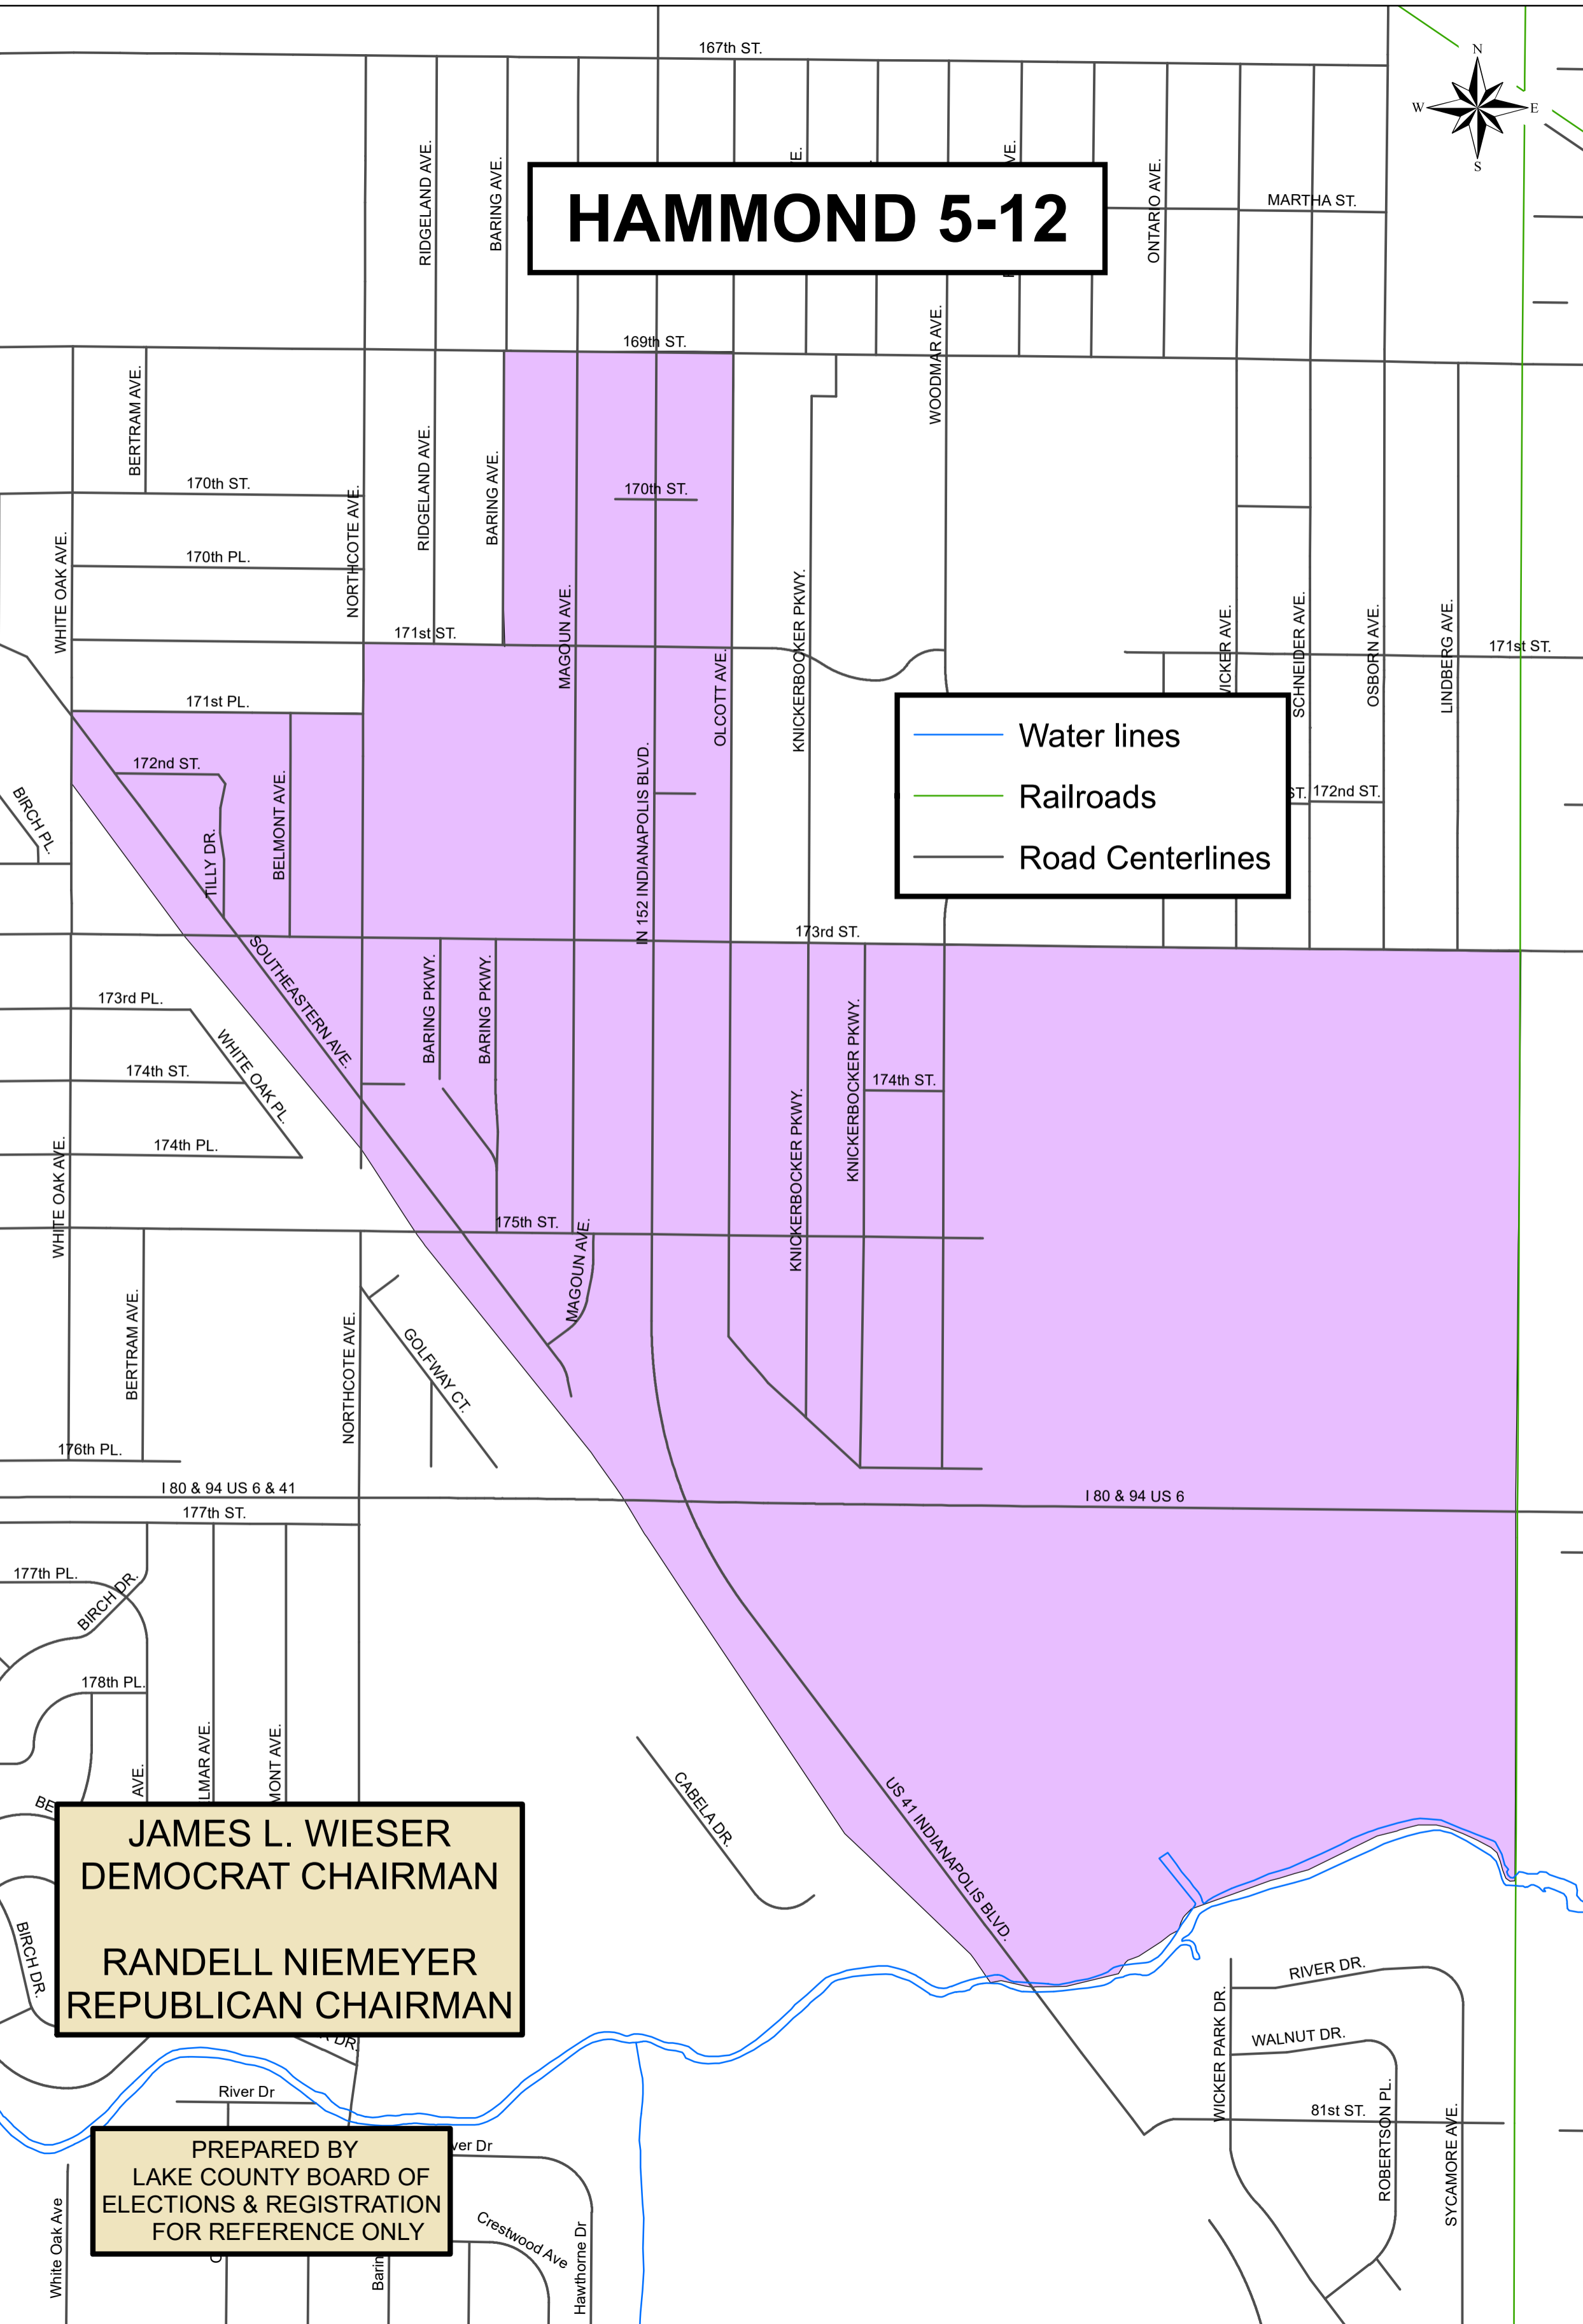 167th ST.
N
W
E
S
RIDGELAND AVE.
BARING AVE.
ONTARIO AVE.
MARTHA ST.
HAMMOND 5-12
169th ST.
WOODMAR AVE.
BERTRAM AVE.
170th ST.
NORTHCOTE AVE.
RIDGELAND AVE.
BARING AVE.
170th ST.
WHITE OAK AVE.
170th PL.
MAGOUN AVE.
KNICKERBOCKER PKWY.
SCHNEIDER AVE.
OSBORN AVE.
LINDBERG AVE.
171st ST.
171st ST.
OLCOTT AVE.
171st PL.
Water lines
Railroads
Road Centerlines
172nd ST.
172nd ST.
ST.
BIRCH PL.
TILLY DR.
BELMONT AVE.
IN 152 INDIANAPOLIS BLVD.
173rd ST.
SOUTHEASTERN AVE.
BARING PKWY.
BARING PKWY.
173rd PL.
WHITE OAK PL.
174th ST.
174th PL.
174th ST.
KNICKERBOCKER PKWY.
KNICKERBOCKER PKWY.
WHITE OAK AVE.
175th ST.
MAGOUN AVE.
BERTRAM AVE.
NORTHCOTE AVE.
GOLFWAY CT.
176th PL.
I 80 & 94 US 6 & 41
I 80 & 94 US 6
177th ST.
177th PL.
BIRCH DR.
178th PL.
AVE.
CABELA DR.
US 41 INDIANAPOLIS BLVD.
JAMES L. WIESER
DEMOCRAT CHAIRMAN
RANDELL NIEMEYER
REPUBLICAN CHAIRMAN
BIRCH DR.
DR.
RIVER DR.
WALNUT DR.
WICKER PARK DR.
81st ST.
ROBERTSON PL.
SYCAMORE AVE.
River Dr
PREPARED BY
LAKE COUNTY BOARD OF
ELECTIONS & REGISTRATION
FOR REFERENCE ONLY
Dr
White Oak Ave
Crestwood Ave
Hawthorne Dr